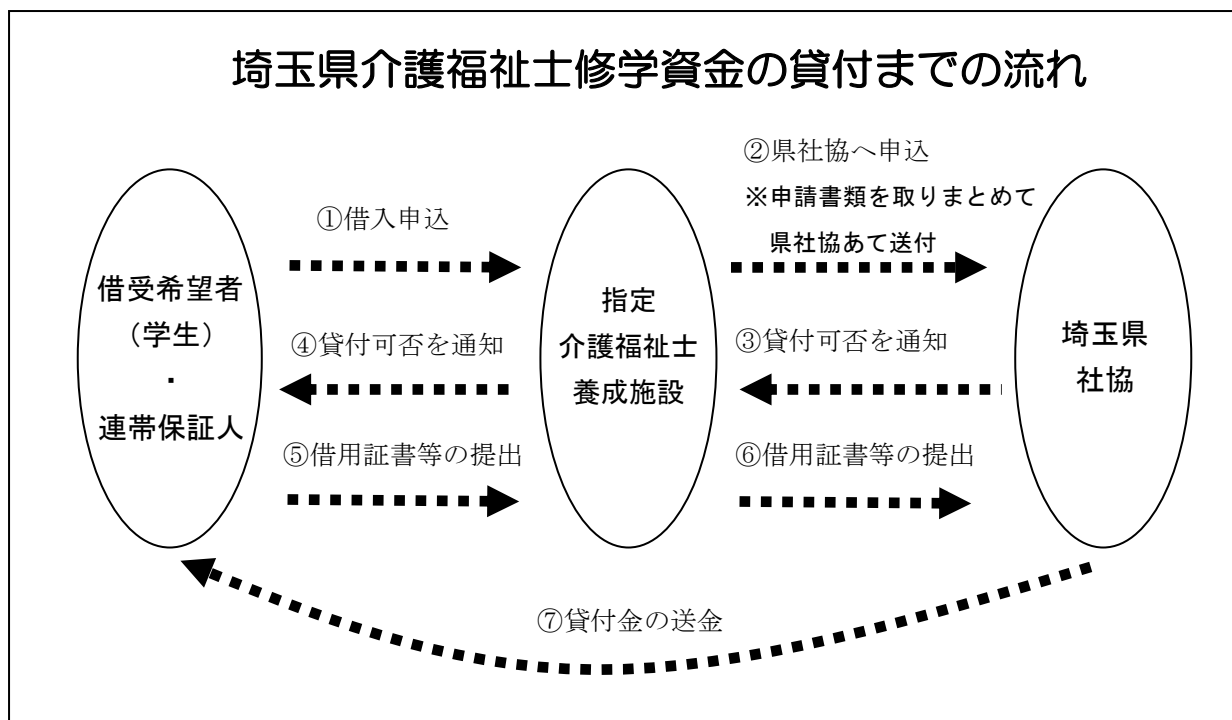 埼玉県介護福祉士修学資金の貸付までの流れ
②県社協へ申込
※申請書類を取りまとめて
県社協あて送付
①借入申込
借受希望者
（学生）
・
連帯保証人
指定
介護福祉士
養成施設
埼玉県
社協
④貸付可否を通知
③貸付可否を通知
⑤借用証書等の提出
⑥借用証書等の提出
⑦貸付金の送金